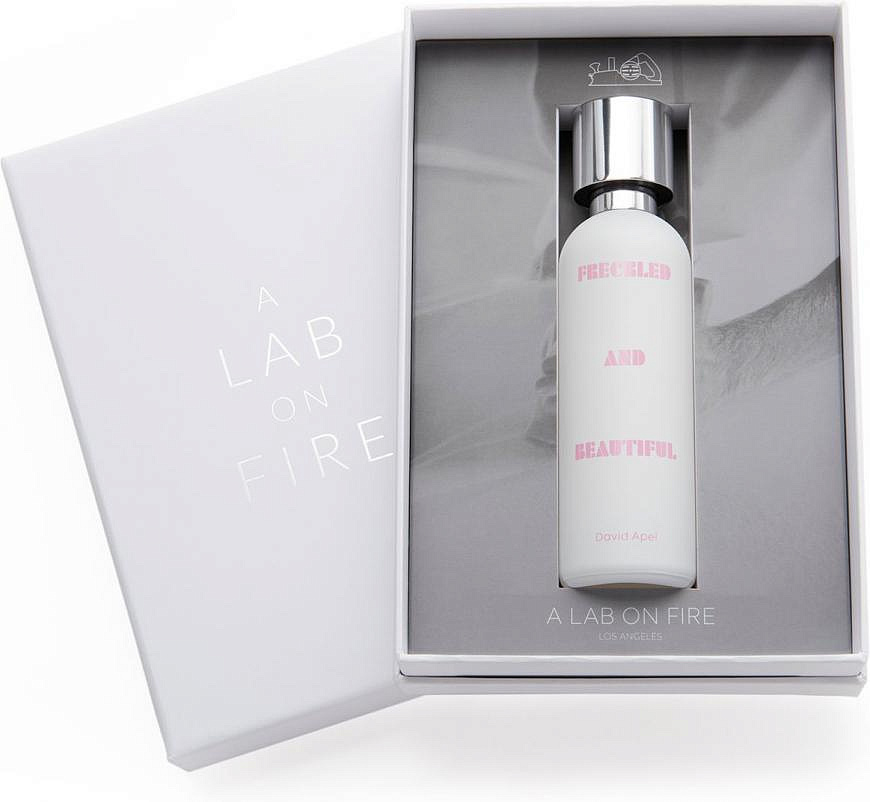 A
LAB
ON
FIRE
FRECKLED
AND
BEAUTIFUL
David Apel
A LAB ON FIRE
LOS ANGELES